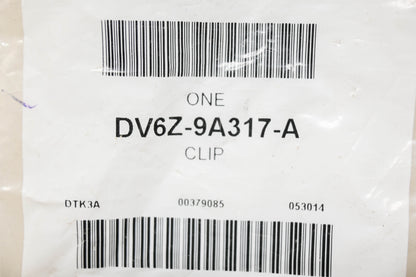 ONE
DV6Z-9A317-A
CLIP
DTK3A 00379085 053014